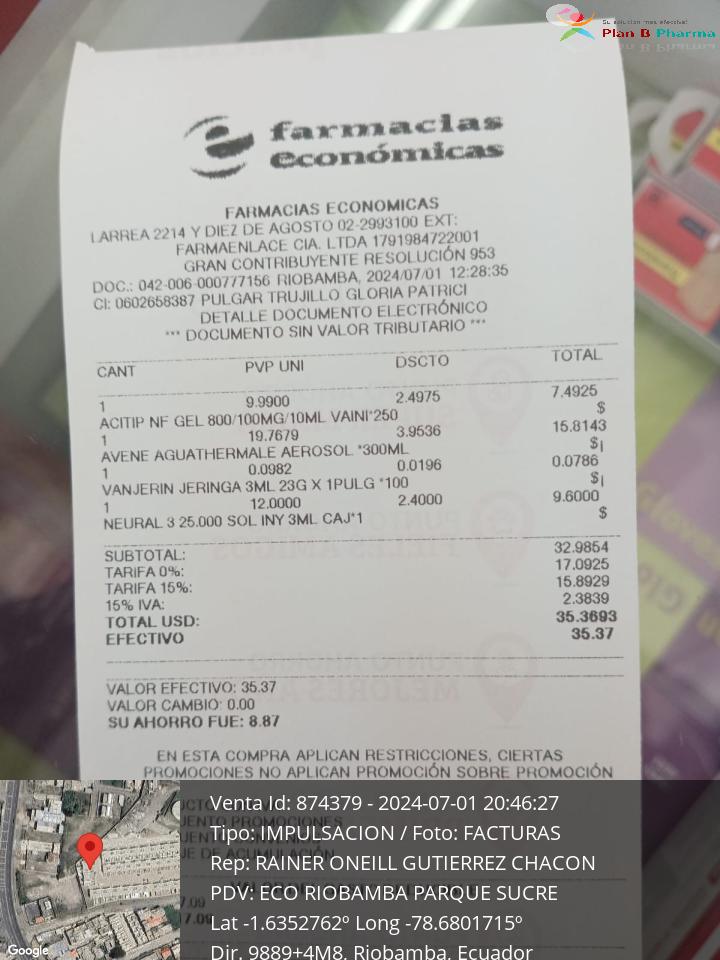 Su solución más efectiva!
Plan B Pharma
farmacias
económicas
FARMACIAS ECONOMICAS
LARREA 2214 Y DIEZ DE AGOSTO 02-2993100 EXT:
FARMAENLACE CIA. LTDA 1791984722001
GRAN CONTRIBUYENTE RESOLUCIÓN 953
DOC.: 042-006-000777156 RIOBAMBA, 2024/07/01 12:28:35
CI: 0602658387 PULGAR TRUJILLO GLORIA PATRICI
DETALLE DOCUMENTO ELECTRÓNICO
*** DOCUMENTO SIN VALOR TRIBUTARIO ***
CANT PVP UNI DSCTO TOTAL
1 9.9900 2.4975 7.4925
ACITIP NF GEL 800/100MG/10ML VAINI*250 $
1 19.7679 3.9536 15.8143
AVENE AGUATHERMALE AEROSOL *300ML $|
1 0.0982 0.0196 0.0786
VANJERIN JERINGA 3ML 23G X 1PULG *100 $|
1 12.0000 2.4000 9.6000
NEURAL 3 25.000 SOL INY 3ML CAJ*1 $
SUBTOTAL: 32.9854
TARIFA 0%: 17.0925
TARIFA 15%: 15.8929
15% IVA: 2.3839
TOTAL USD: 35.3693
EFECTIVO 35.37
VALOR EFECTIVO: 35.37
VALOR CAMBIO: 0.00
SU AHORRO FUE: 8.87
EN ESTA COMPRA APLICAN RESTRICCIONES, CIERTAS
PROMOCIONES NO APLICAN PROMOCIÓN SOBRE PROMOCIÓN
Venta Id: 874379 - 2024-07-01 20:46:27
Tipo: IMPULSACION / Foto: FACTURAS
Rep: RAINER ONEILL GUTIERREZ CHACON
PDV: ECO RIOBAMBA PARQUE SUCRE
Lat -1.6352762º Long -78.6801715º
Dir. 9889+4M8, Riobamba, Ecuador
Google